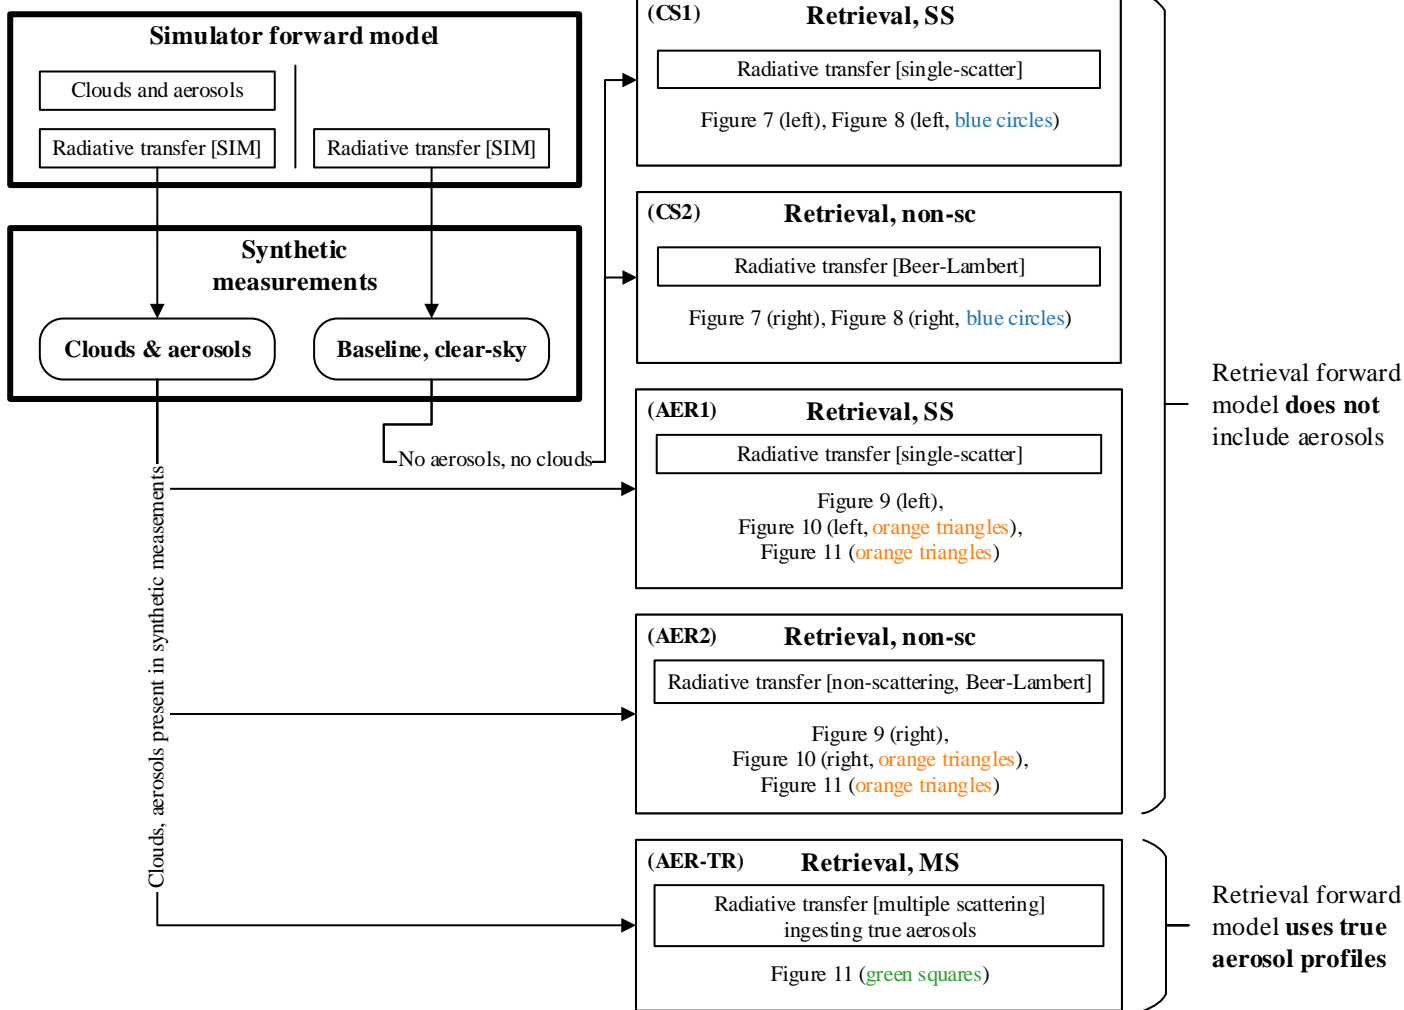 Simulator forward model
Clouds and aerosols
Radiative transfer [SIM]
Radiative transfer [SIM]
Synthetic
measurements
Clouds & aerosols
Baseline, clear-sky
No aerosols, no clouds
Clouds, aerosols present in synthetic measements
(CS1)
Retrieval, SS
Radiative transfer [single-scatter]
Figure 7 (left), Figure 8 (left, blue circles)
(CS2)
Retrieval, non-sc
Radiative transfer [Beer-Lambert]
Figure 7 (right), Figure 8 (right, blue circles)
(AER1)
Retrieval, SS
Radiative transfer [single-scatter]
Figure 9 (left),
Figure 10 (left, orange triangles),
Figure 11 (orange triangles)
(AER2)
Retrieval, non-sc
Radiative transfer [non-scattering, Beer-Lambert]
Figure 9 (right),
Figure 10 (right, orange triangles),
Figure 11 (orange triangles)
(AER-TR)
Retrieval, MS
Radiative transfer [multiple scattering]
ingesting true aerosols
Figure 11 (green squares)
Retrieval forward
model does not
include aerosols
Retrieval forward
model uses true
aerosol profiles